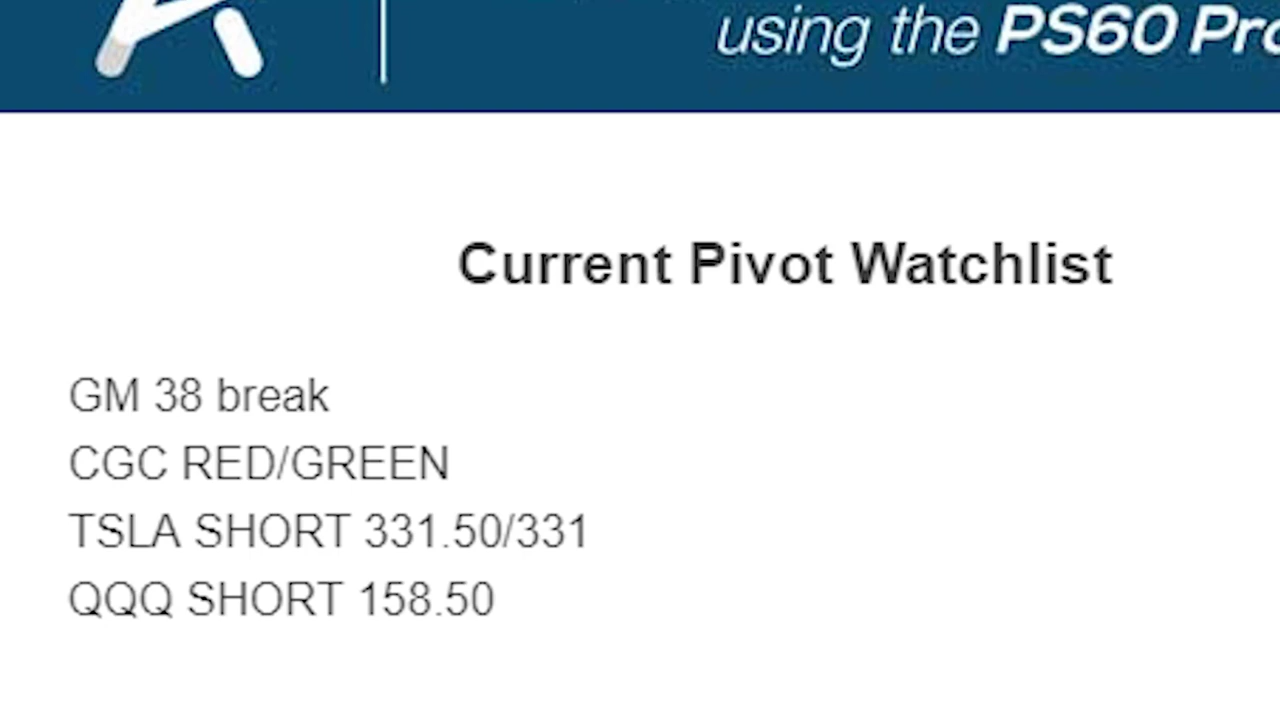 using the PS60
Current Pivot Watchlist
GM 38 break
CGC RED/GREEN
TSLA SHORT 331.50/331
QQQ SHORT 158.50